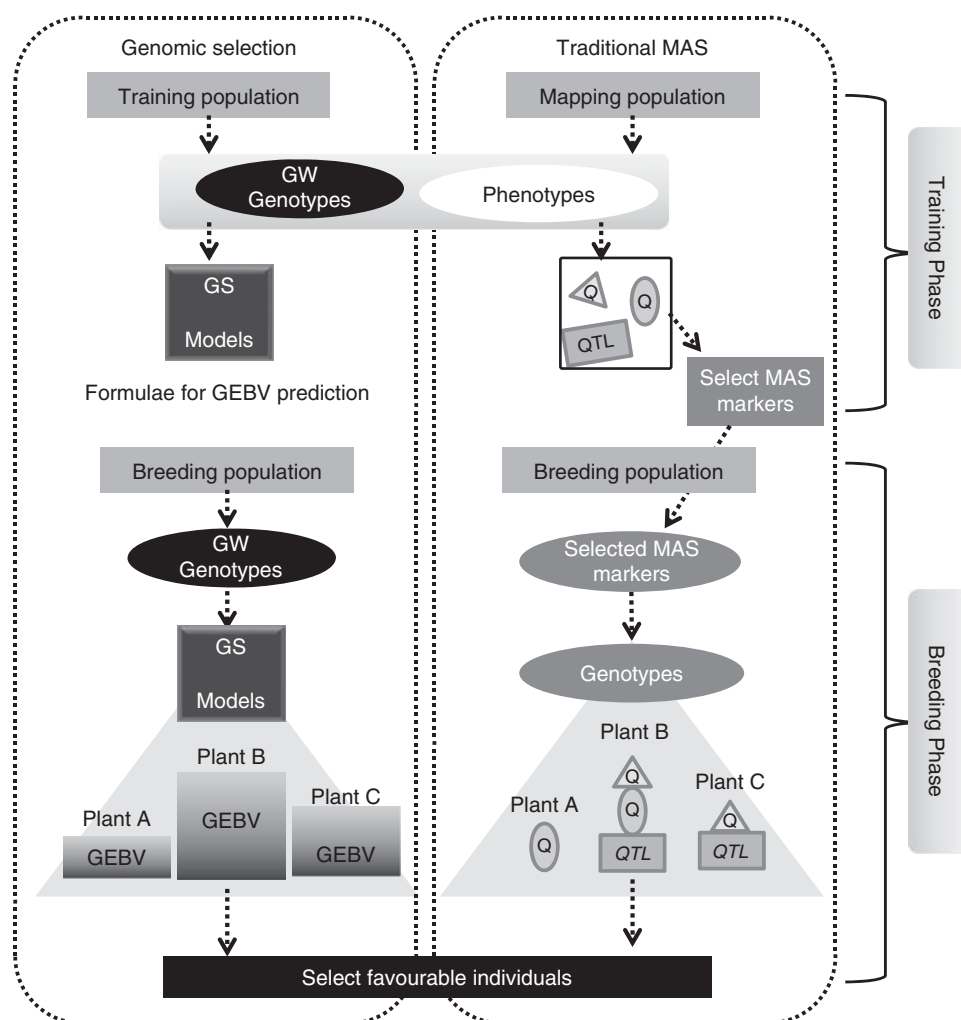 Genomic selection
Traditional MAS
Training population
Mapping population
GW
Genotypes
Phenotypes
GS
Models
Q
Q
QTL
Formulae for GEBV prediction
Select MAS
markers
Training Phase
Breeding population
Breeding population
GW
Genotypes
Selected MAS
markers
GS
Models
Genotypes
Plant A
GEBV
Plant B
GEBV
Plant C
GEBV
Plant A
Q
Plant B
Q
Q
QTL
Plant C
Q
QTL
Breeding Phase
Select favourable individuals